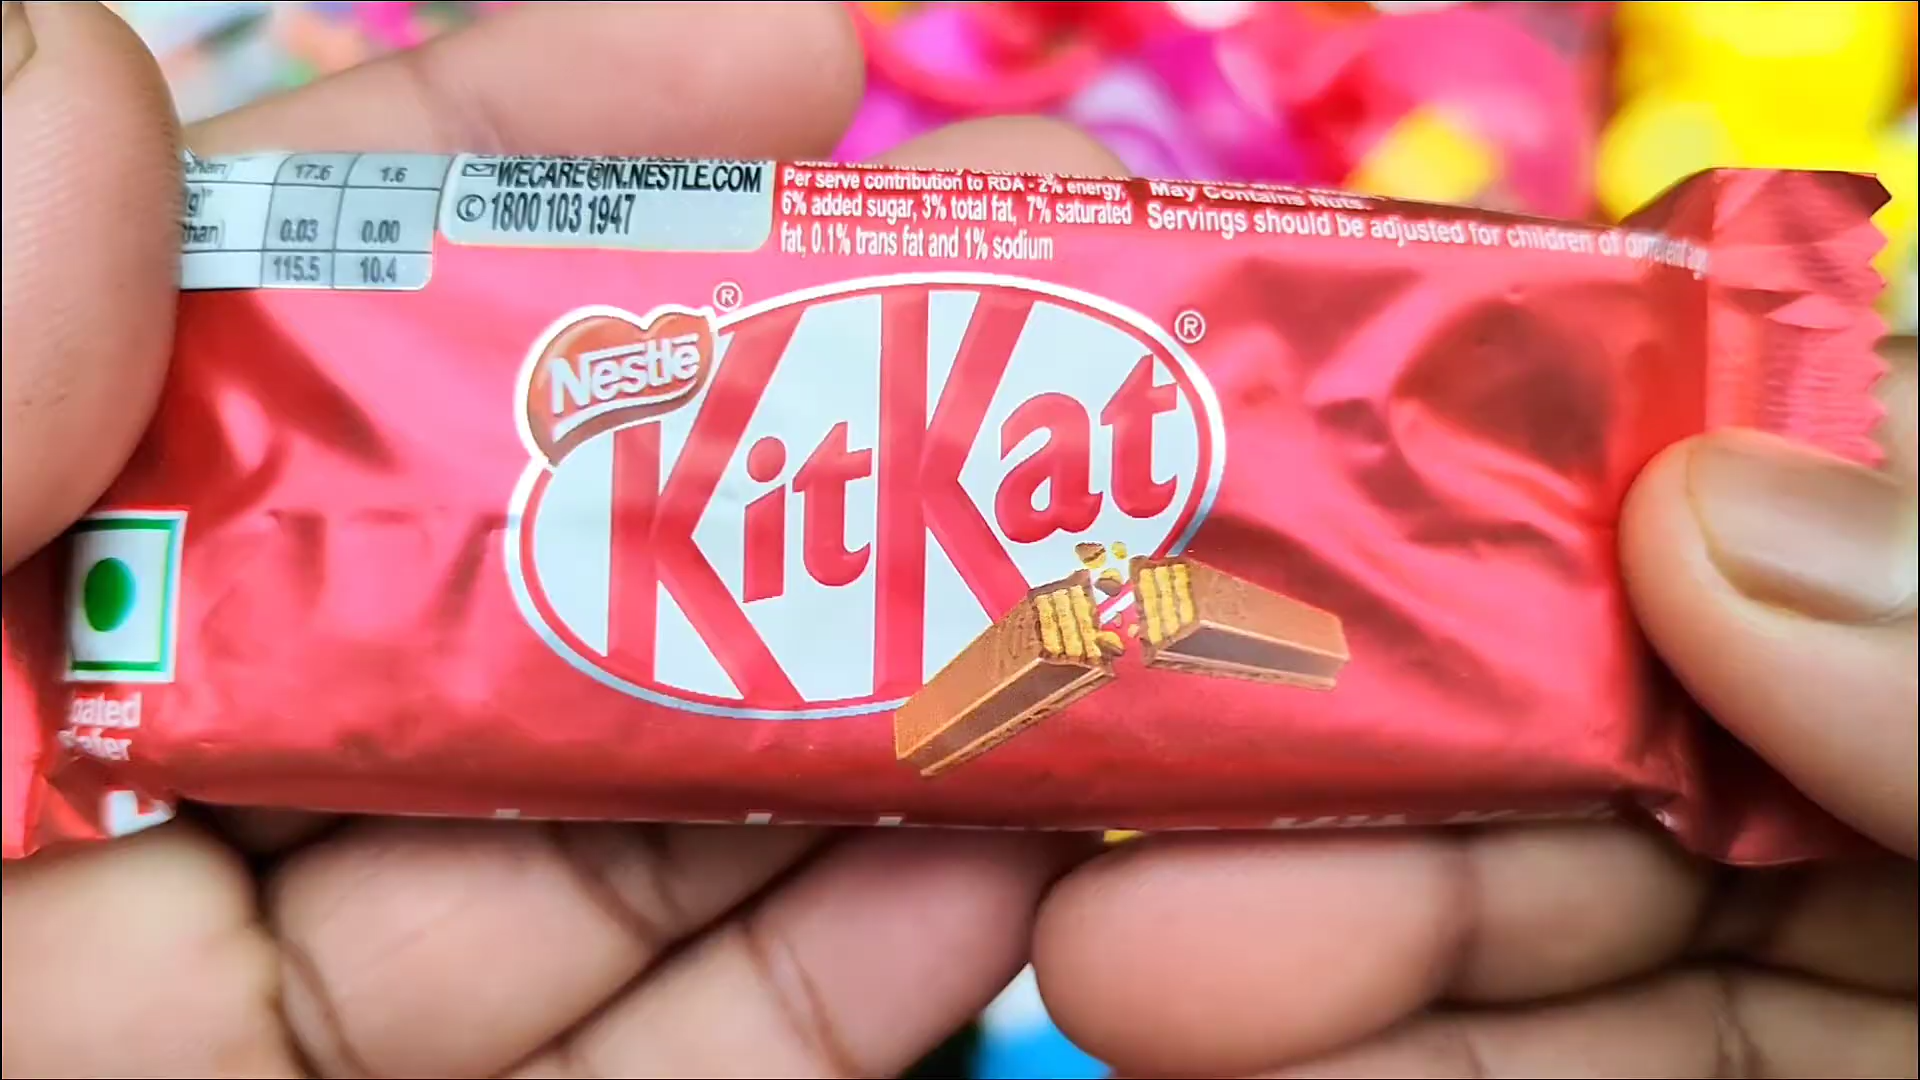 17.6 1.6
0.03 0.00
than)
115.5 10.4
WECARE@IN.NESTLE.COM
1800 103 1947
Per serve contribution to RDA - 2% energy,
6% added sugar, 3% total fat, 7% saturated
fat, 0.1% trans fat and 1% sodium
May Contains Nuts.
Servings should be adjusted for children of different
Nestlé ®
KitKat ®